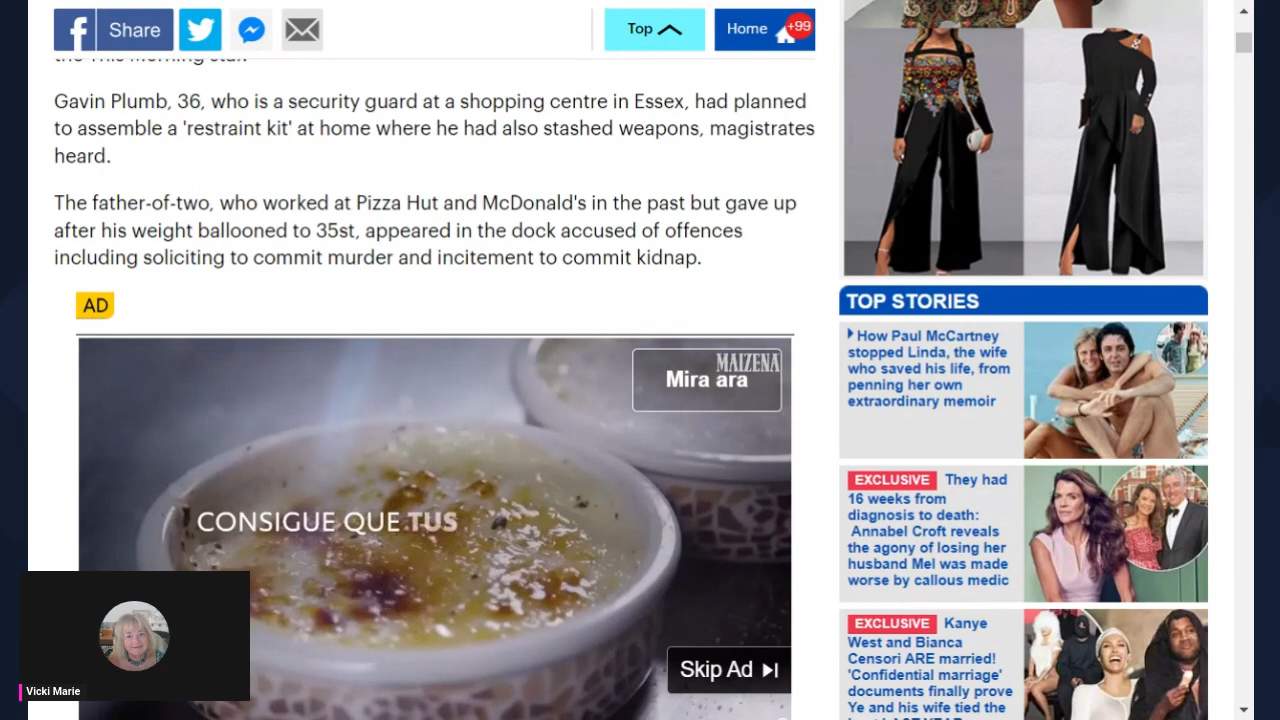 Share
Top
Home
+99
Gavin Plumb, 36, who is a security guard at a shopping centre in Essex, had planned
to assemble a 'restraint kit' at home where he had also stashed weapons, magistrates
heard.
The father-of-two, who worked at Pizza Hut and McDonald's in the past but gave up
after his weight ballooned to 35st, appeared in the dock accused of offences
including soliciting to commit murder and incitement to commit kidnap.
AD
MAIZENA
Mira ara
CONSIGUE QUE TUS
Skip Ad
Vicki Marie
TOP STORIES
How Paul McCartney
stopped Linda, the wife
who saved his life, from
penning her own
extraordinary memoir
EXCLUSIVE They had
16 weeks from
diagnosis to death:
Annabel Croft reveals
the agony of losing her
husband Mel was made
worse by callous medic
EXCLUSIVE Kanye
West and Bianca
Censori ARE married!
'Confidential marriage'
documents finally prove
Ye and his wife tied the